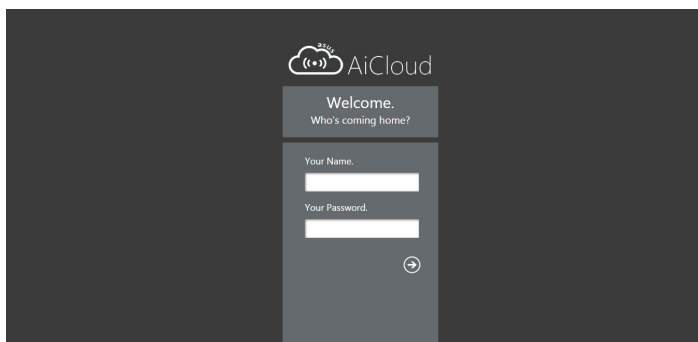 asus
AiCloud
Welcome.
Who's coming home?
Your Name.
Your Password.